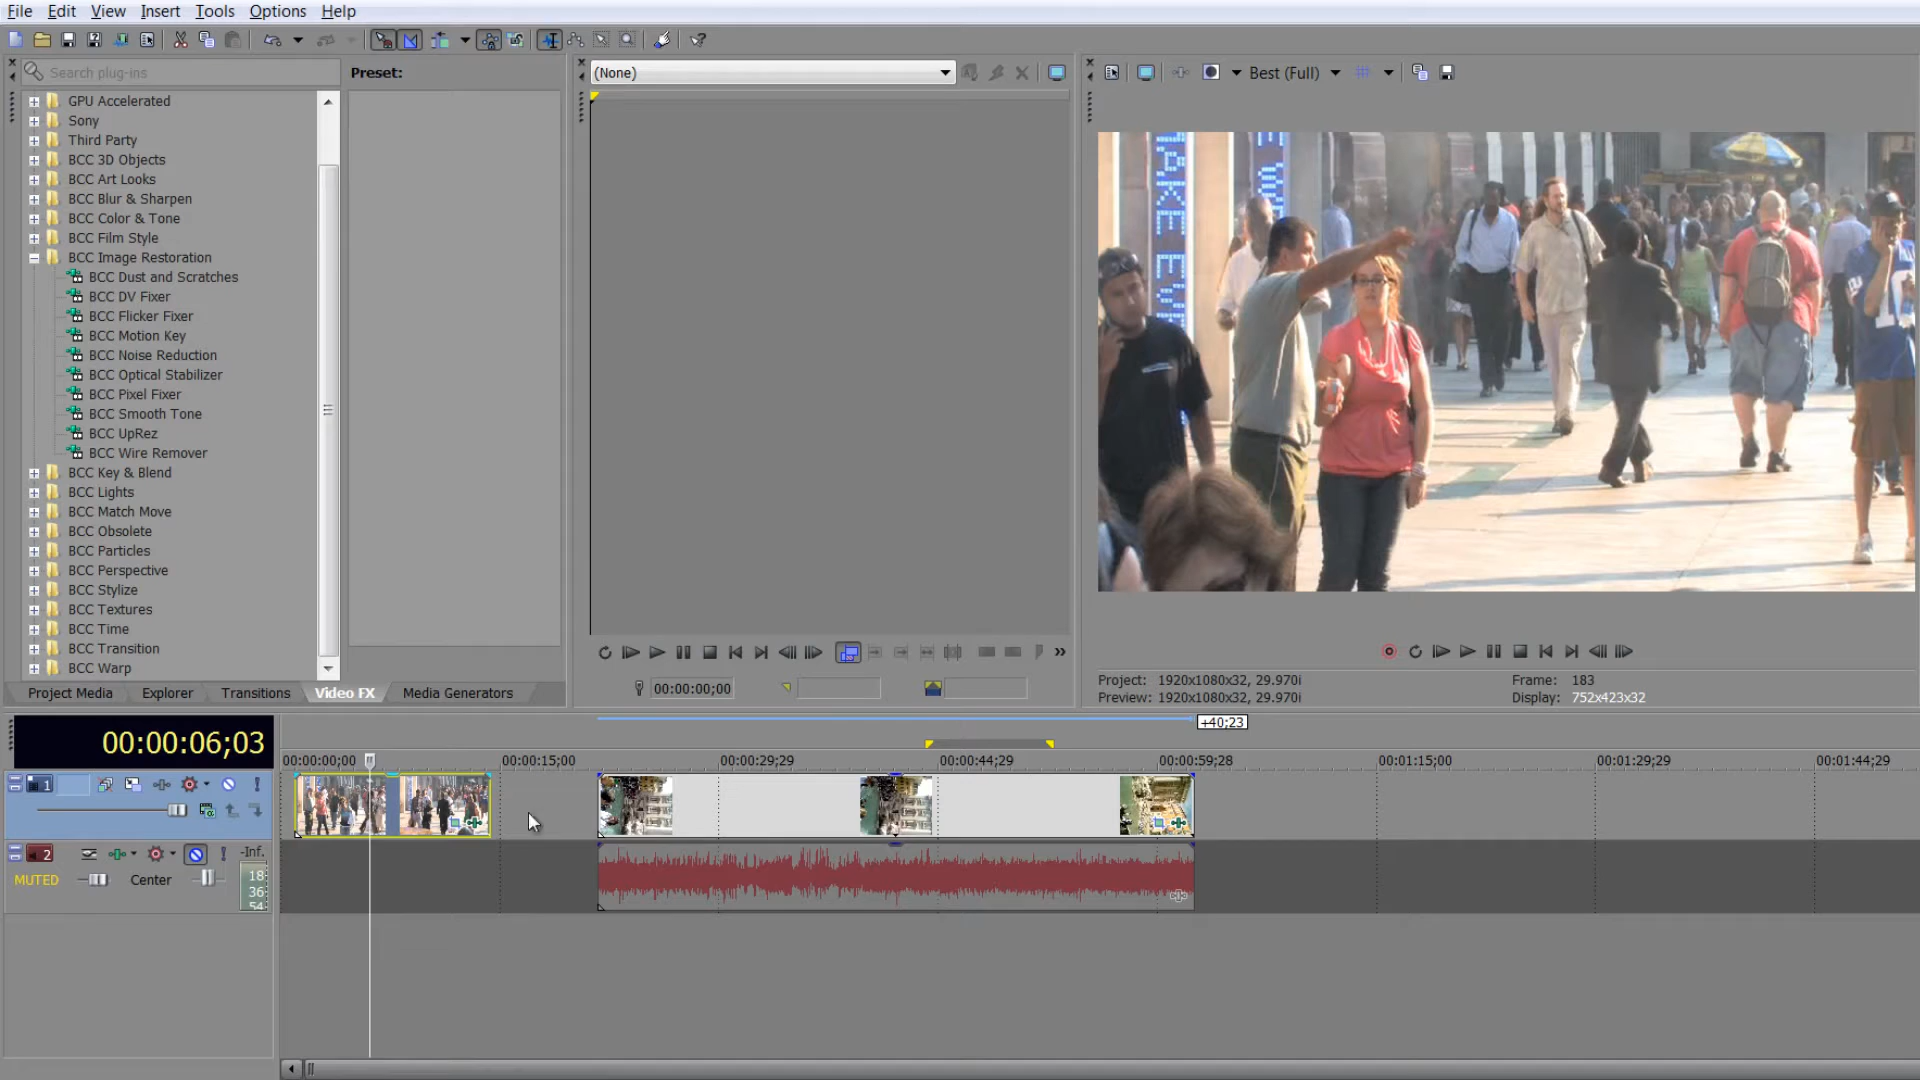 File Edit View Insert Tools Options Help
Search plug-ins
Preset:
(None)
Best (Full)
GPU Accelerated
Sony
Third Party
BCC 3D Objects
BCC Art Looks
BCC Blur & Sharpen
BCC Color & Tone
BCC Film Style
BCC Image Restoration
BCC Dust and Scratches
BCC DV Fixer
BCC Flicker Fixer
BCC Motion Key
BCC Noise Reduction
BCC Optical Stabilizer
BCC Pixel Fixer
BCC Smooth Tone
BCC UpRez
BCC Wire Remover
BCC Key & Blend
BCC Lights
BCC Match Move
BCC Obsolete
BCC Particles
BCC Perspective
BCC Stylize
BCC Textures
BCC Time
BCC Transition
BCC Warp
Project Media Explorer Transitions Video FX Media Generators
00:00:00;00
Project: 1920x1080x32, 29.970i
Preview: 1920x1080x32, 29.970i
Frame: 183
Display: 752x423x32
00:00:06;03
+40;23
00:00:00;00 00:00:15;00 00:00:29;29 00:00:44;29 00:00:59;28 00:01:15;00 00:01:29;29 00:01:44;29
1
2
-Inf.
MUTED
Center
18
36
54